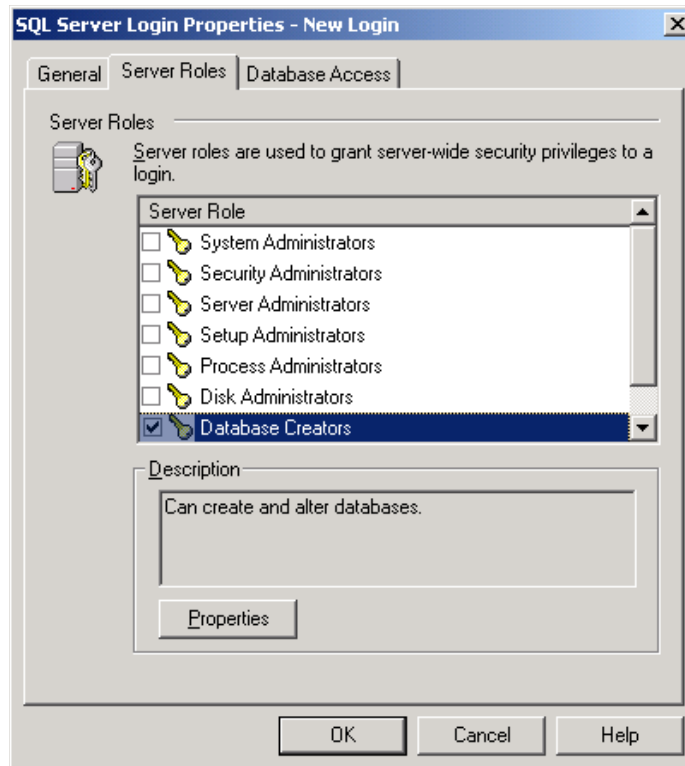 SQL Server Login Properties - New Login
General
Server Roles
Database Access
Server Roles
Server roles are used to grant server-wide security privileges to a
login.
Server Role
System Administrators
Security Administrators
Server Administrators
Setup Administrators
Process Administrators
Disk Administrators
Database Creators
Description
Can create and alter databases.
Properties
OK
Cancel
Help